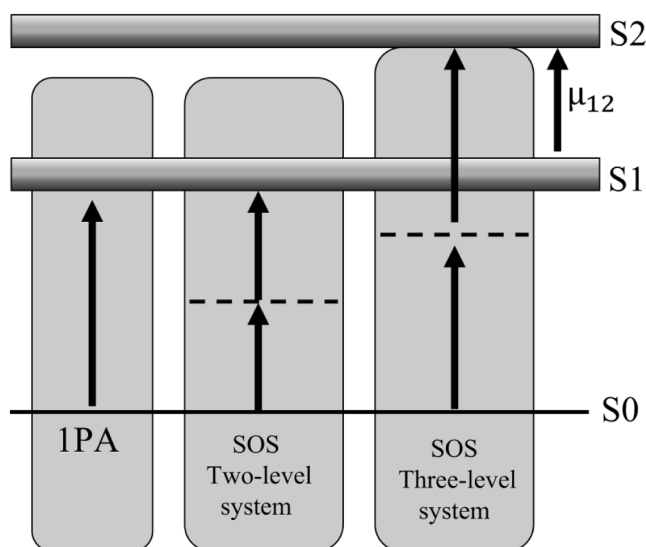 S2
μ₁₂
S1
S0
1PA
SOS
Two-level
system
SOS
Three-level
system